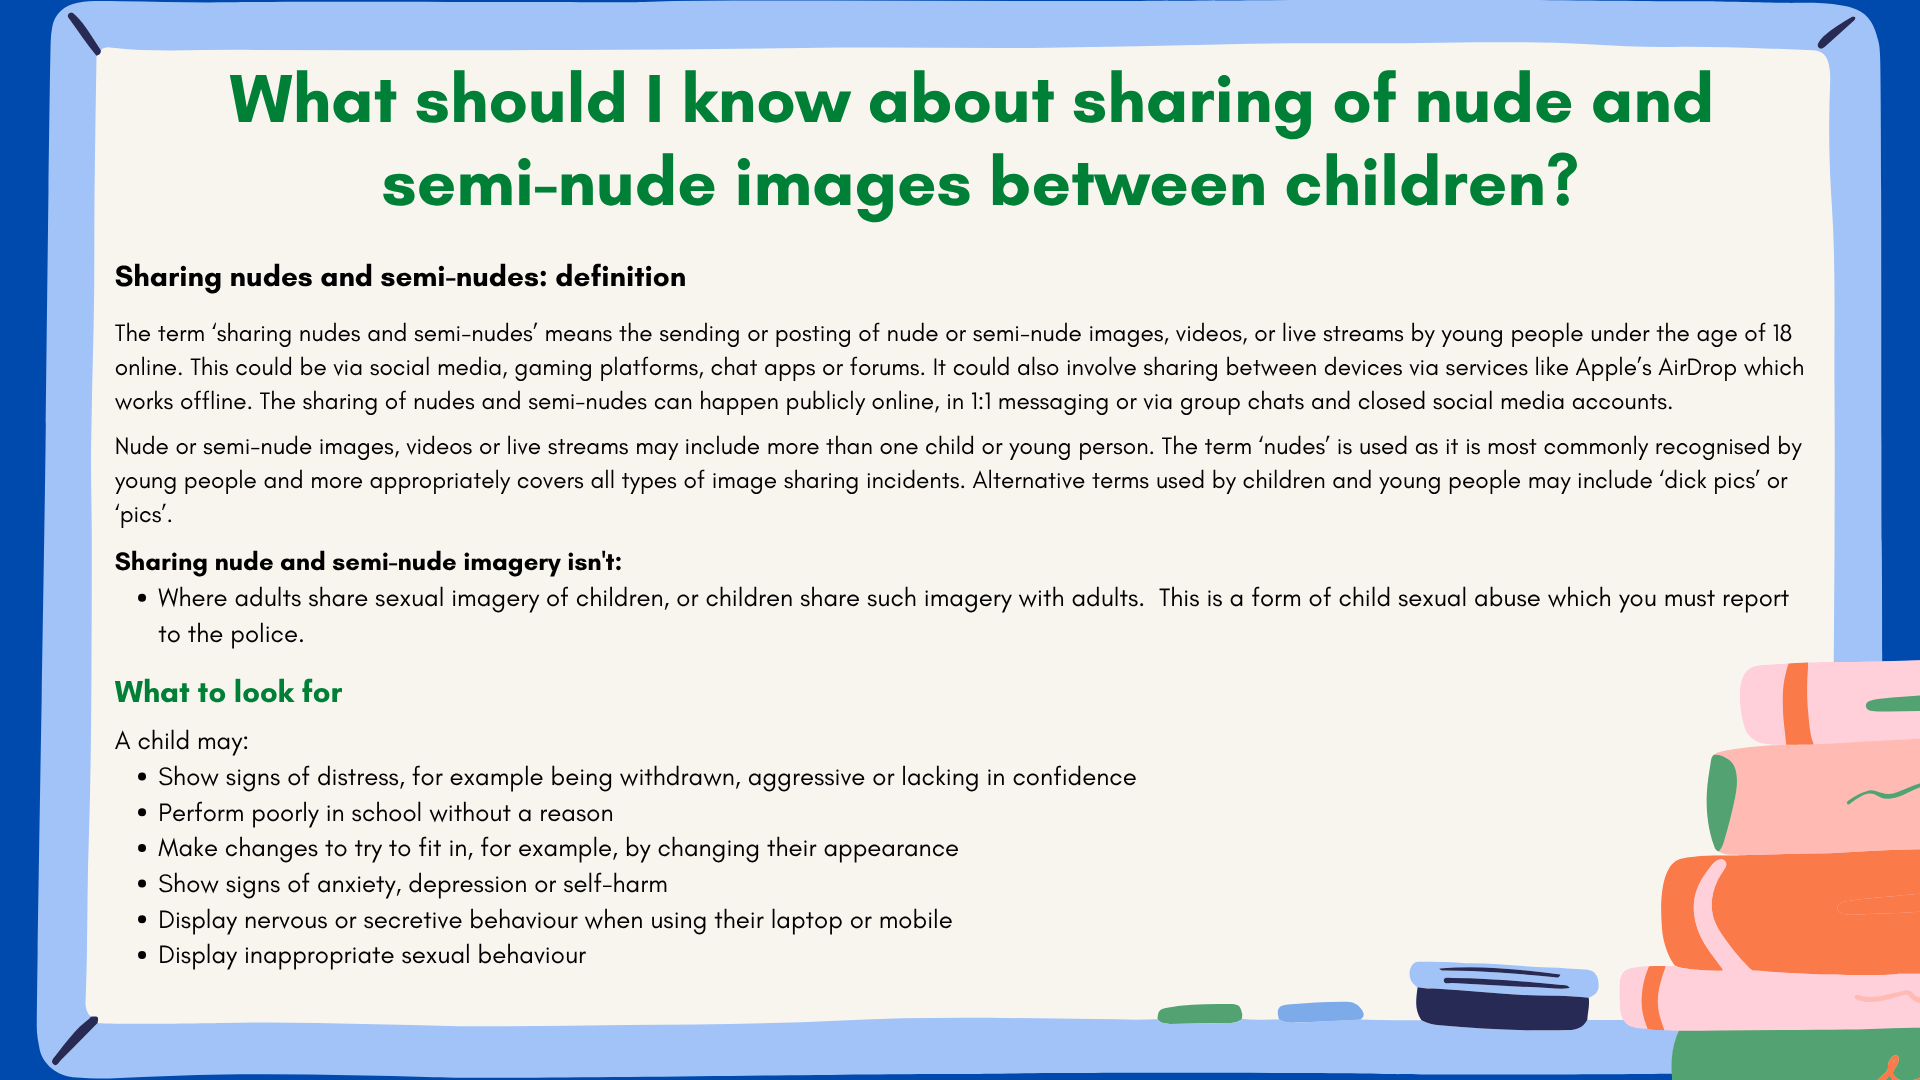 What should I know about sharing of nude and
semi-nude images between children?
Sharing nudes and semi-nudes: definition
The term ‘sharing nudes and semi-nudes’ means the sending or posting of nude or semi-nude images, videos, or live streams by young people under the age of 18
online. This could be via social media, gaming platforms, chat apps or forums. It could also involve sharing between devices via services like Apple’s AirDrop which
works offline. The sharing of nudes and semi-nudes can happen publicly online, in 1:1 messaging or via group chats and closed social media accounts.
Nude or semi-nude images, videos or live streams may include more than one child or young person. The term ‘nudes’ is used as it is most commonly recognised by
young people and more appropriately covers all types of image sharing incidents. Alternative terms used by children and young people may include ‘dick pics’ or
‘pics’.
Sharing nude and semi-nude imagery isn't:
• Where adults share sexual imagery of children, or children share such imagery with adults.  This is a form of child sexual abuse which you must report
to the police.
What to look for
A child may:
• Show signs of distress, for example being withdrawn, aggressive or lacking in confidence
• Perform poorly in school without a reason
• Make changes to try to fit in, for example, by changing their appearance
• Show signs of anxiety, depression or self-harm
• Display nervous or secretive behaviour when using their laptop or mobile
• Display inappropriate sexual behaviour